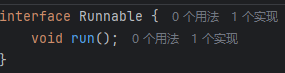 interface Runnable { 0 个用法 1 个实现
void run(); 0 个用法 1 个实现
}